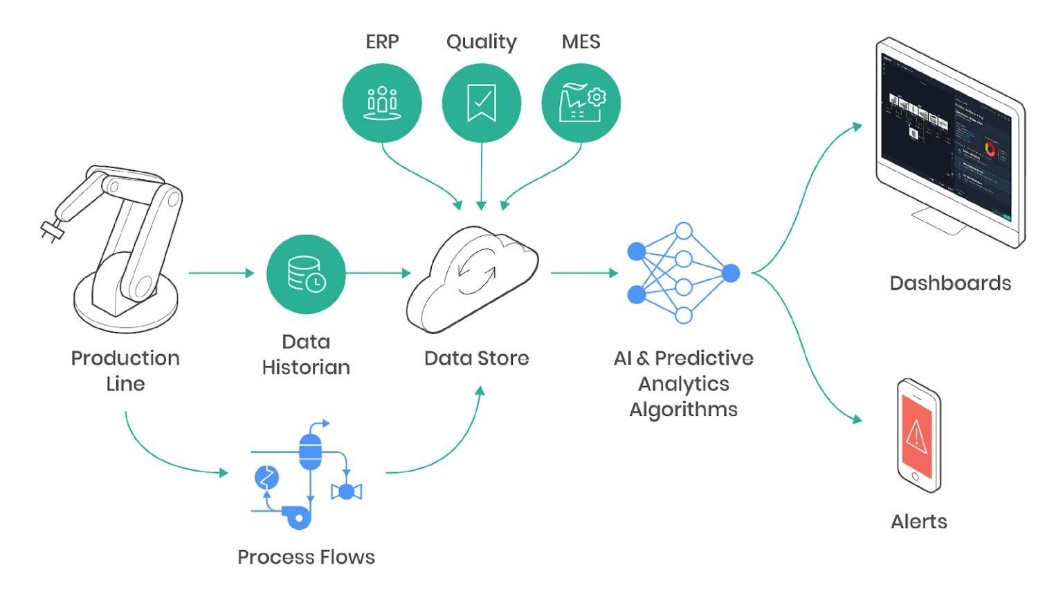 ERP
Quality
MES
Production
Line
Data
Historian
Data Store
AI & Predictive
Analytics
Algorithms
Dashboards
Process Flows
Alerts